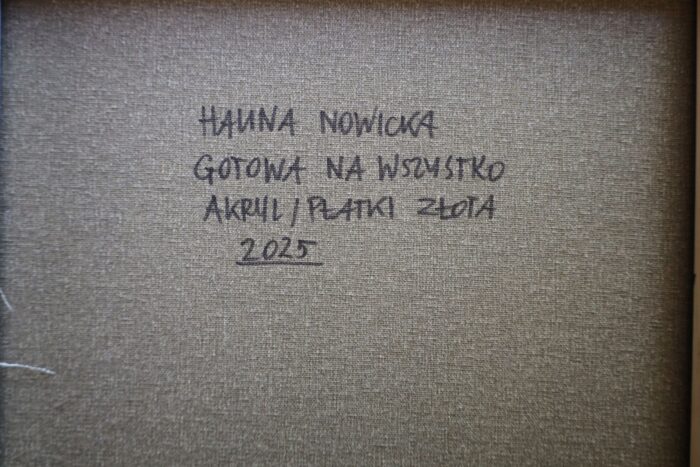 HALINA NOWICKA
GOTOWA NA WSZYSTKO
AKRYL / PŁATKI ZŁOTA
2025